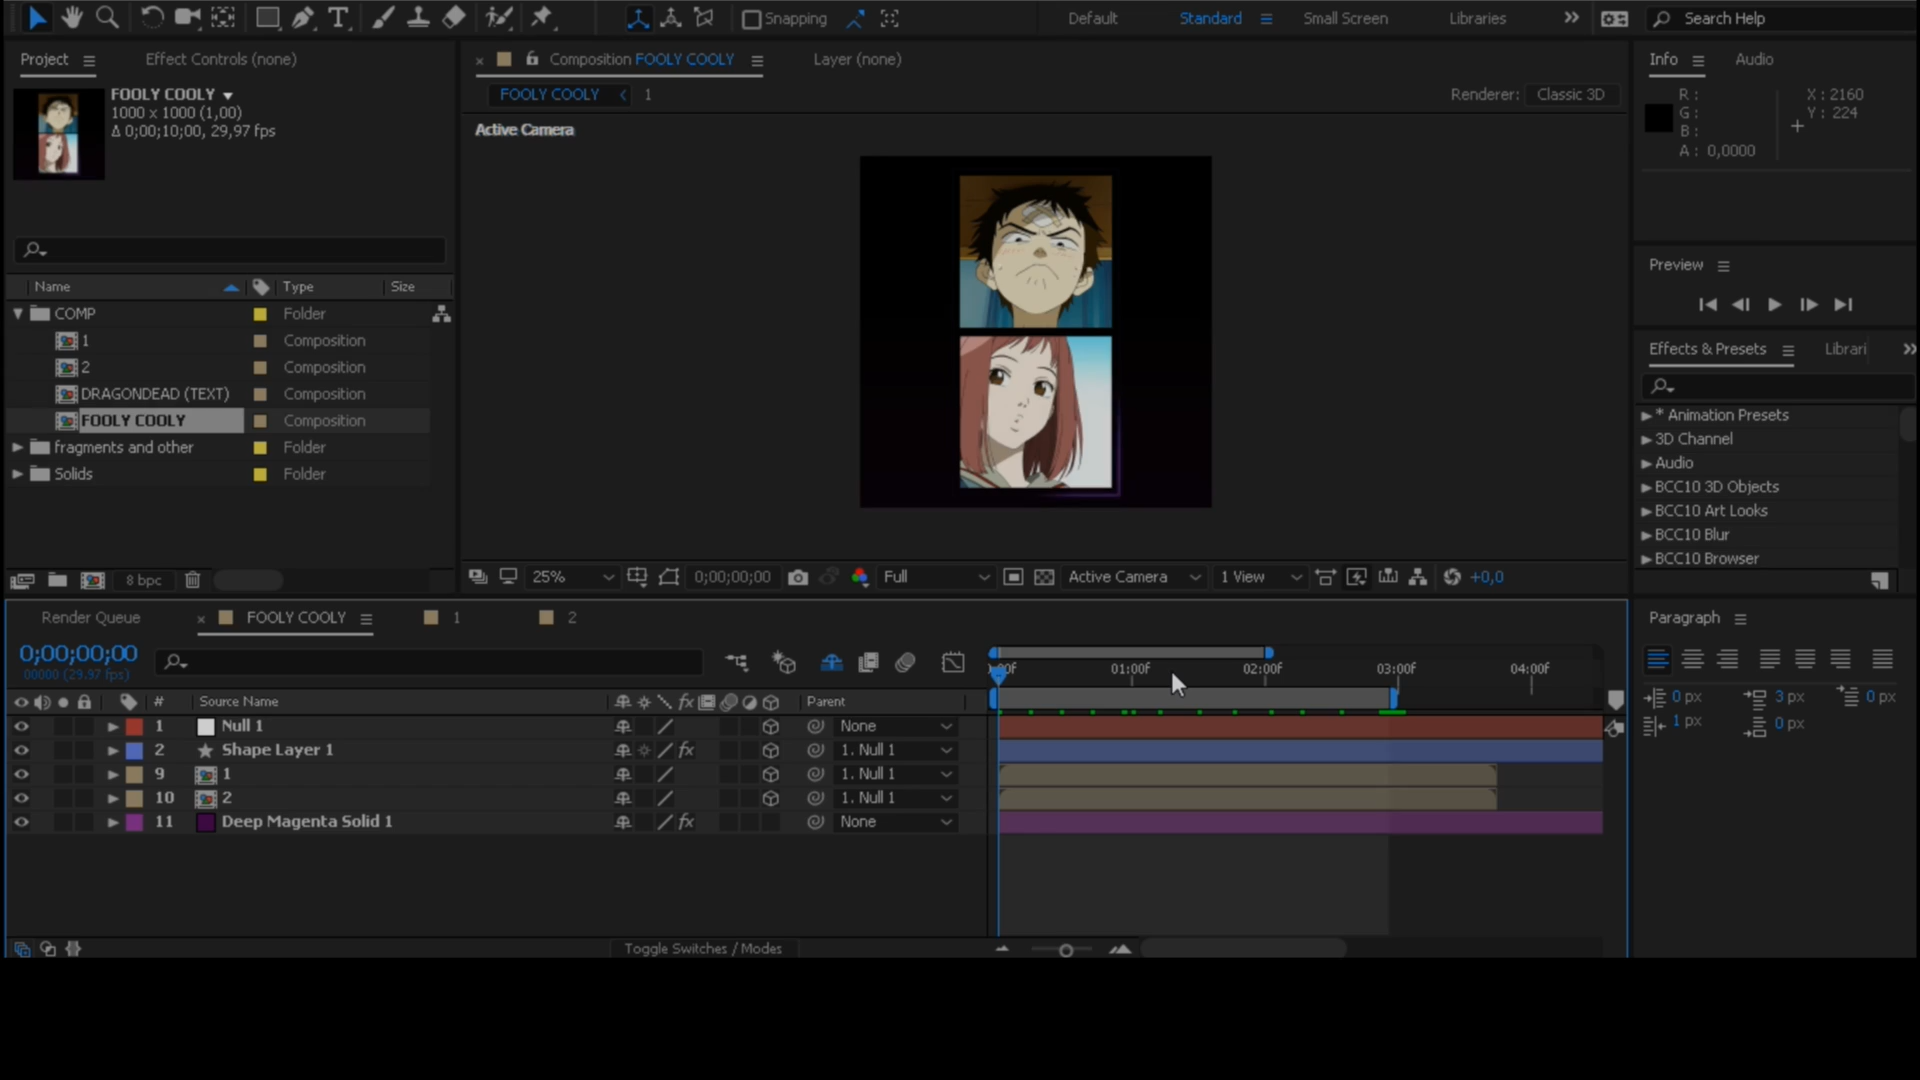 Snapping
Default
Standard
Small Screen
Libraries
Search Help
Project
Effect Controls (none)
FOOLY COOLY
1000 x 1000 (1,00)
Δ 0;00;10;00, 29,97 fps
Name
Type
Size
COMP
Folder
1
Composition
2
Composition
DRAGONDEAD (TEXT)
Composition
FOOLY COOLY
Composition
fragments and other
Folder
Solids
Folder
8 bpc
Composition FOOLY COOLY
Layer (none)
FOOLY COOLY
1
Renderer:
Classic 3D
Active Camera
25%
0;00;00;00
Full
Active Camera
1 View
+0,0
Info
Audio
R :
G :
B :
A : 0,0000
X : 2160
Y : 224
Preview
Effects & Presets
Librari
* Animation Presets
3D Channel
Audio
BCC10 3D Objects
BCC10 Art Looks
BCC10 Blur
BCC10 Browser
Render Queue
FOOLY COOLY
1
2
0;00;00;00
00000 (29.97 fps)
01:00f
02:00f
03:00f
04:00f
#
Source Name
fx
Parent
1
Null 1
None
2
Shape Layer 1
fx
1. Null 1
9
1
1. Null 1
10
2
1. Null 1
11
Deep Magenta Solid 1
fx
None
Toggle Switches / Modes
Paragraph
0 px
3 px
0 px
1 px
0 px